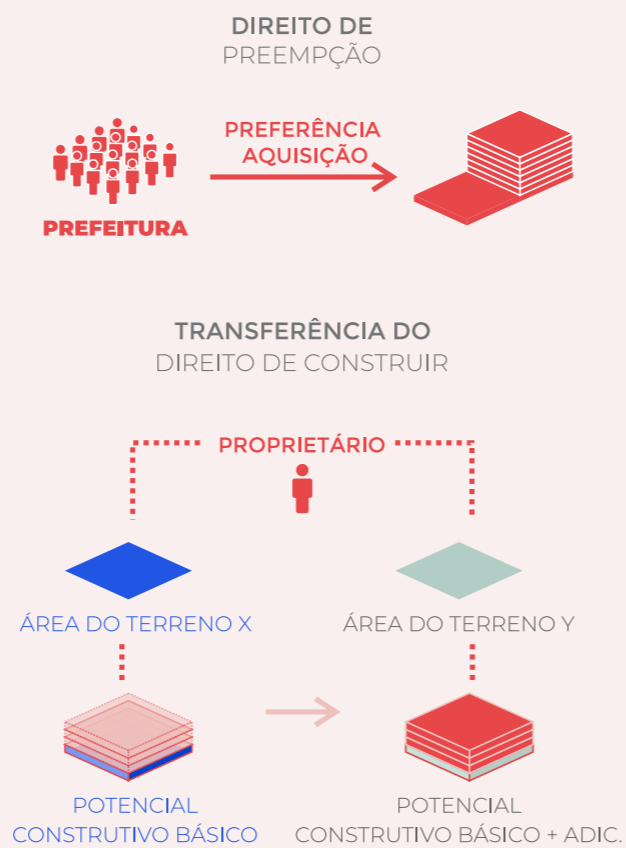 DIREITO DE
PREEMPÇÃO
PREFERÊNCIA
AQUISIÇÃO
PREFEITURA
TRANSFERÊNCIA DO
DIREITO DE CONSTRUIR
PROPRIETÁRIO
ÁREA DO TERRENO X
ÁREA DO TERRENO Y
POTENCIAL
CONSTRUTIVO BÁSICO
POTENCIAL
CONSTRUTIVO BÁSICO + ADIC.